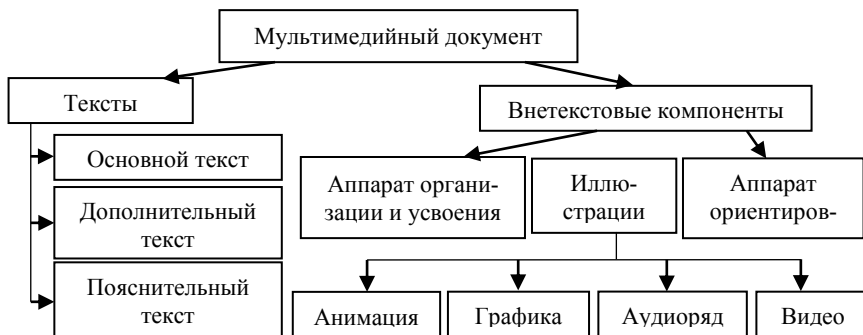 Мультимедийный документ
Тексты
Внетекстовые компоненты
Основной текст
Дополнительный
текст
Пояснительный
текст
Аппарат органи-
зации и усвоения
Иллю-
страции
Аппарат
ориентиров-
Анимация
Графика
Аудиоряд
Видео